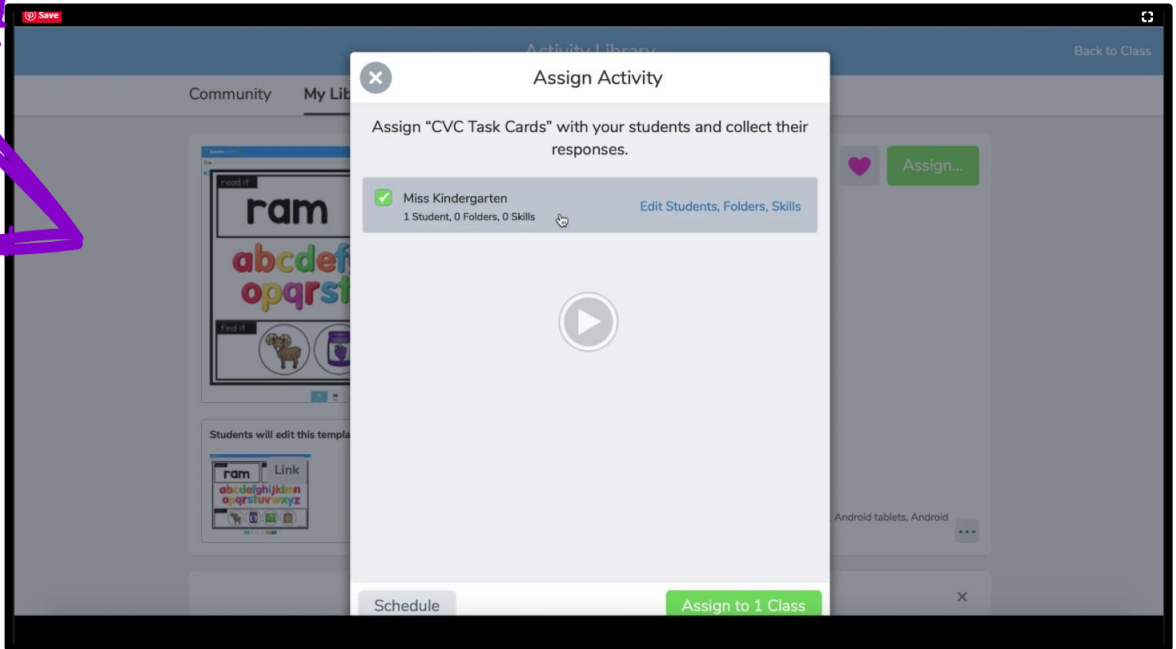 Save
Activity Library
Back to Class
Community
My Lib
Assign Activity
Assign "CVC Task Cards" with your students and collect their
responses.
Assign...
Miss Kindergarten
1 Student, 0 Folders, 0 Skills
Edit Students, Folders, Skills
read it
ram
abcdef
opqrst
find it
Students will edit this templa
ram
Link
abcdefghijklmn
opqrstuvwxyz
Android tablets, Android
Schedule
Assign to 1 Class